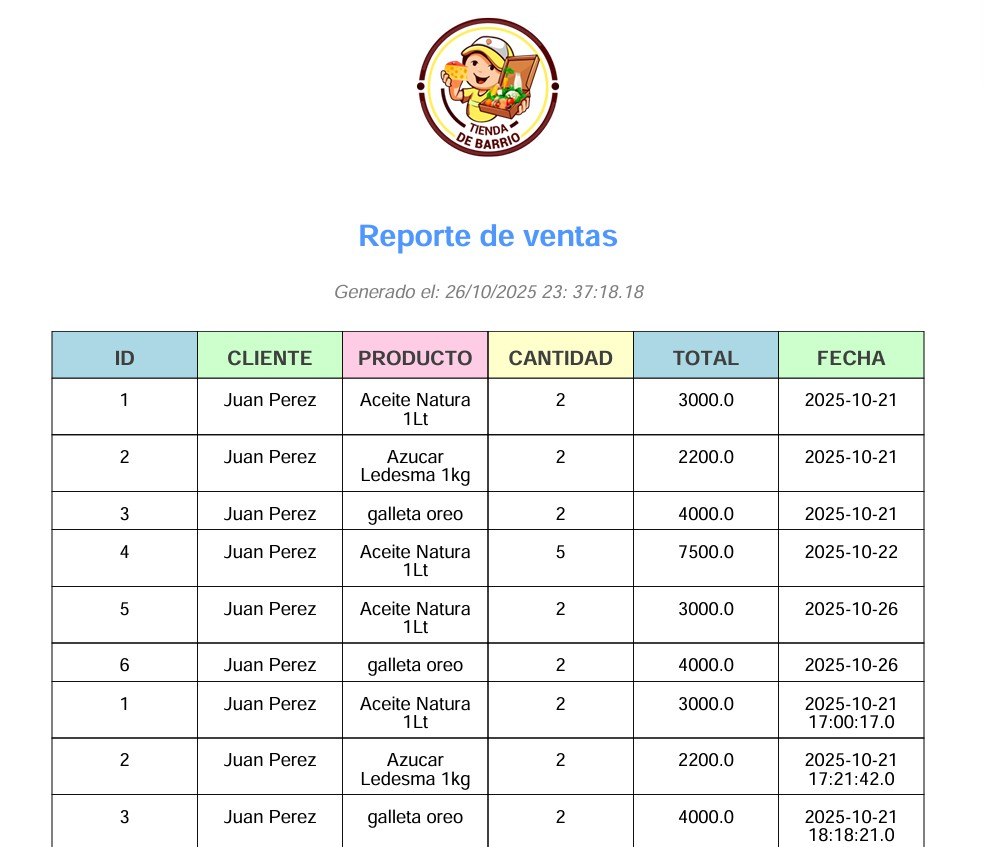 TIENDA
DE BARRIO
Reporte de ventas
Generado el: 26/10/2025 23: 37:18.18
ID CLIENTE PRODUCTO CANTIDAD TOTAL FECHA
1 Juan Perez Aceite Natura 2 3000.0 2025-10-21
1Lt
2 Juan Perez Azucar 2 2200.0 2025-10-21
Ledesma 1kg
3 Juan Perez galleta oreo 2 4000.0 2025-10-21
4 Juan Perez Aceite Natura 5 7500.0 2025-10-22
1Lt
5 Juan Perez Aceite Natura 2 3000.0 2025-10-26
1Lt
6 Juan Perez galleta oreo 2 4000.0 2025-10-26
1 Juan Perez Aceite Natura 2 3000.0 2025-10-21
1Lt 17:00:17.0
2 Juan Perez Azucar 2 2200.0 2025-10-21
Ledesma 1kg 17:21:42.0
3 Juan Perez galleta oreo 2 4000.0 2025-10-21
18:18:21.0